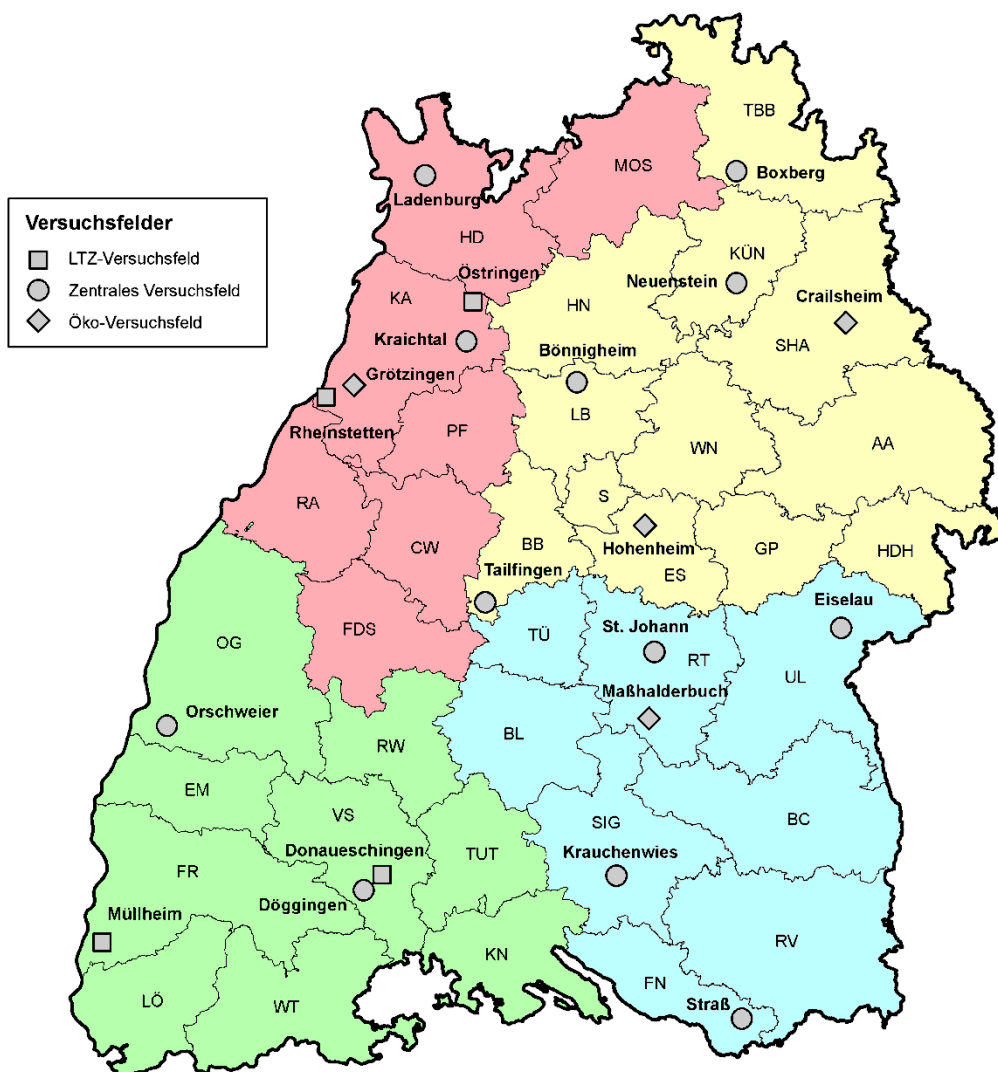 TBB
MOS
Boxberg
Ladenburg
Versuchsfelder
LTZ-Versuchsfeld
Zentrales Versuchsfeld
Öko-Versuchsfeld
HD
KÜN
Östringen
Neuenstein
KA
HN
Crailsheim
Kraichtal
SHA
Bönnigheim
Grötzingen
LB
Rheinstetten
PF
WN
AA
S
RA
CW
BB
Hohenheim
GP
HDH
Tailfingen
ES
Eiselau
FDS
TÜ
St. Johann
OG
RT
UL
Maßhalderbuch
Orschweier
BL
RW
EM
VS
SIG
BC
Donaueschingen
TUT
Krauchenwies
FR
Döggingen
Müllheim
RV
KN
FN
LÖ
WT
Straß